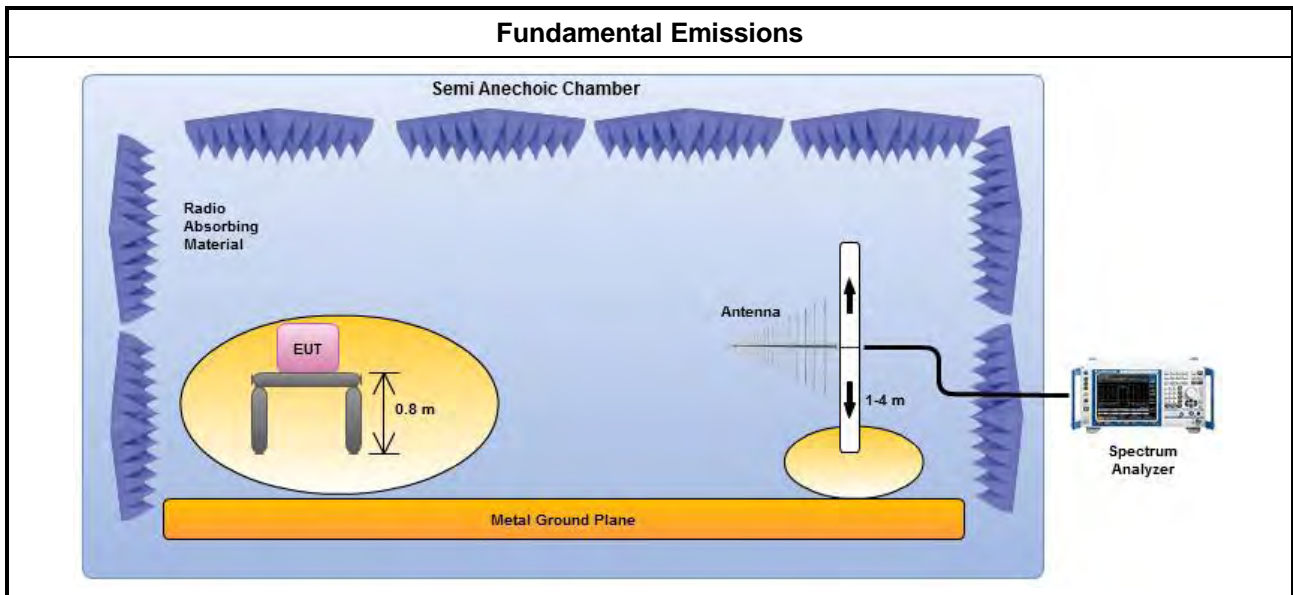 Fundamental Emissions
Semi Anechoic Chamber
Radio
Absorbing
Material
Antenna
EUT
0.8 m
1-4 m
Spectrum
Analyzer
Metal Ground Plane